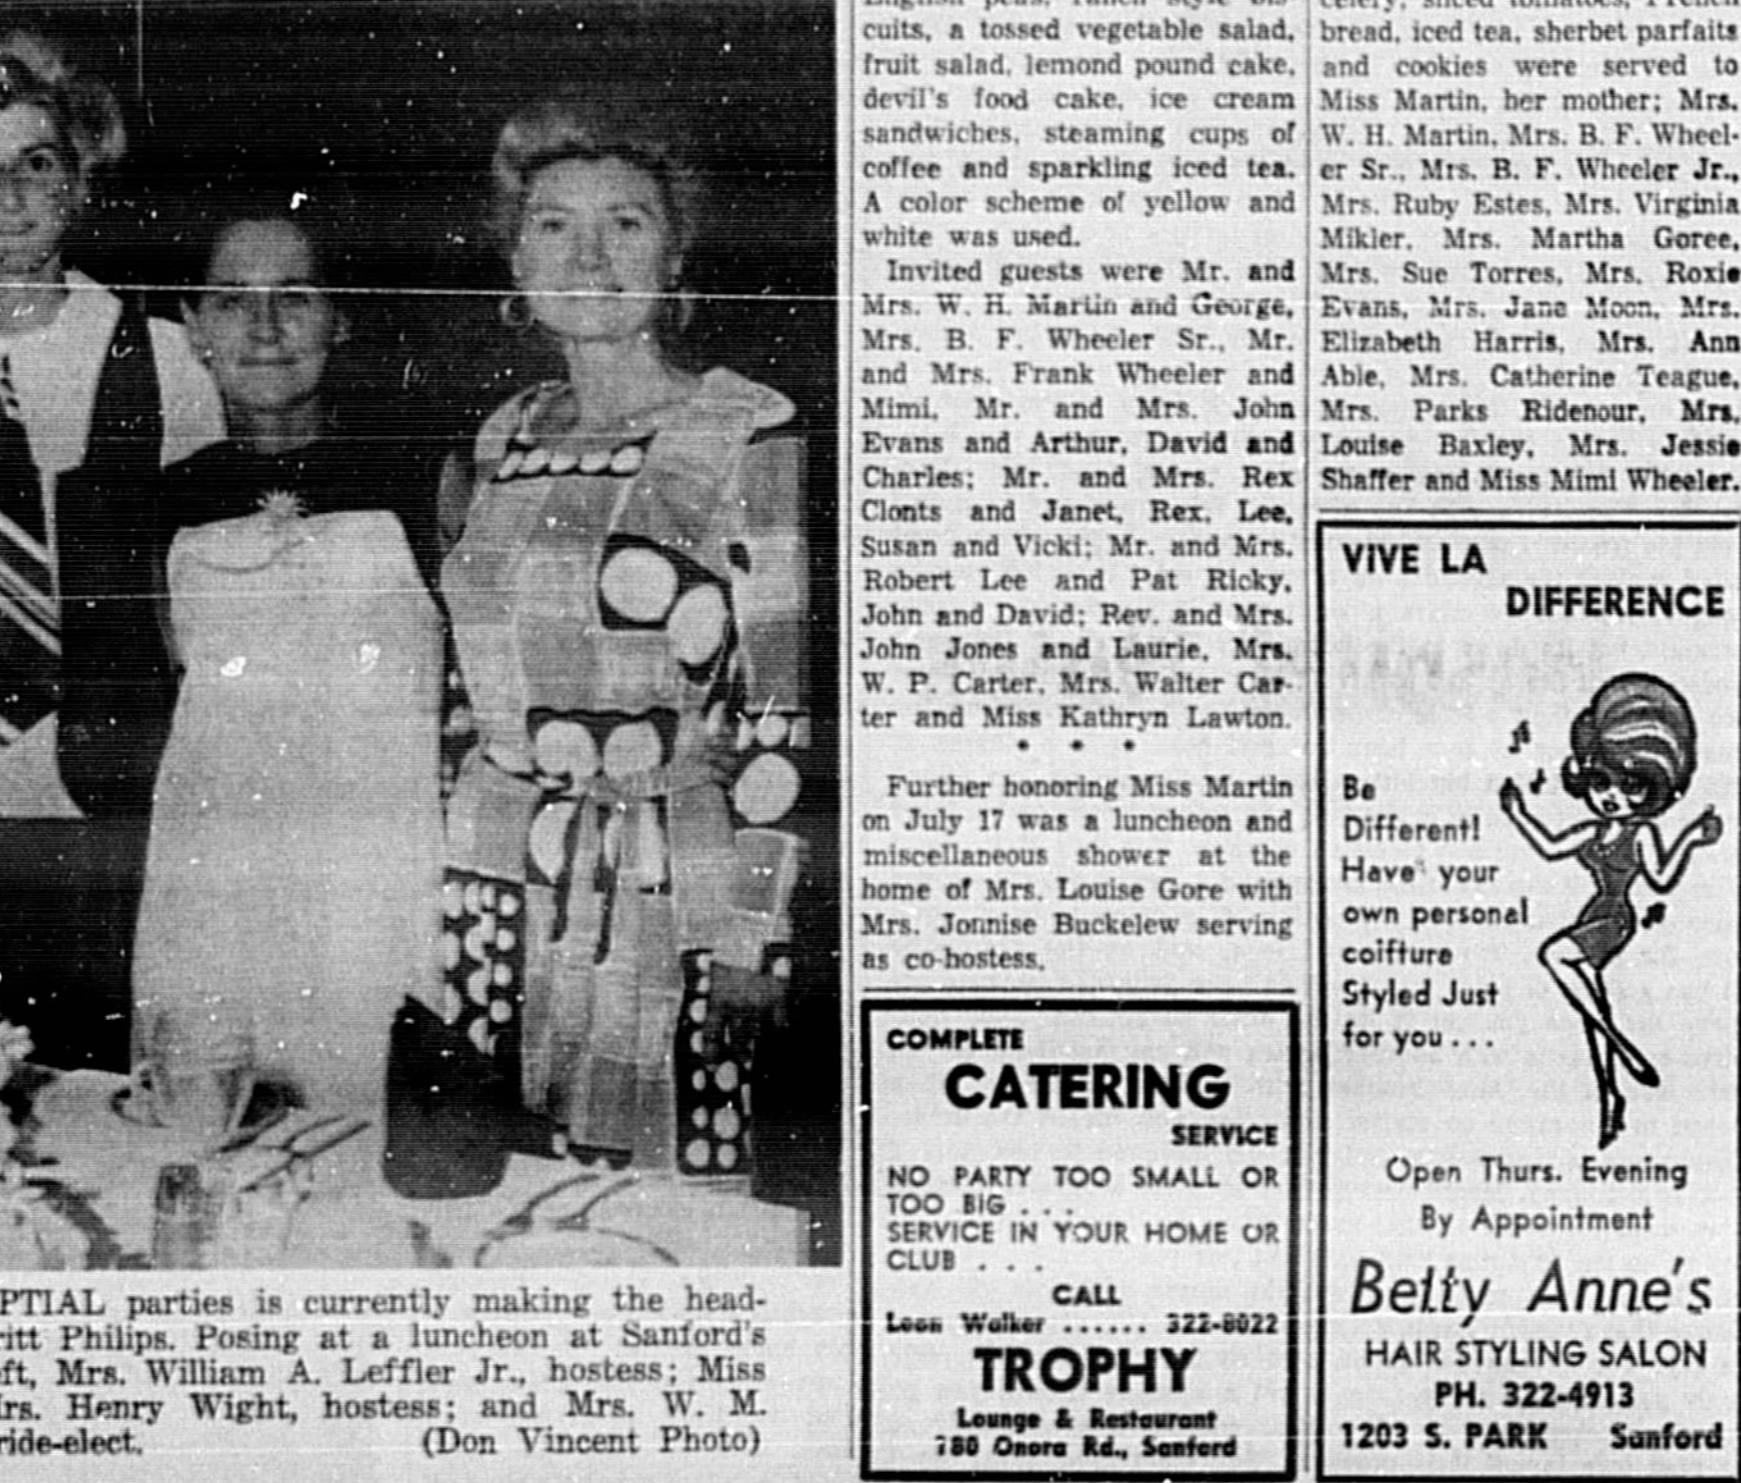 cuits, a tossed vegetable salad,
fruit salad, lemond pound cake,
devil's food cake, ice cream
sandwiches, steaming cups of
coffee and sparkling iced tea.
A color scheme of yellow and
white was used.
Invited guests were Mr. and
Mrs. W. H. Martin and George,
Mrs. B. F. Wheeler Sr., Mr.
and Mrs. Frank Wheeler and
Mimi, Mr. and Mrs. John
Evans and Arthur, David and
Charles; Mr. and Mrs. Rex
Clonts and Janet, Rex, Lee,
Susan and Vicki; Mr. and Mrs.
Robert Lee and Pat Ricky,
John and David; Rev. and Mrs.
John Jones and Laurie, Mrs.
W. P. Carter, Mrs. Walter Car-
ter and Miss Kathryn Lawton.
* * *
Further honoring Miss Martin
on July 17 was a luncheon and
miscellaneous shower at the
home of Mrs. Louise Gore with
Mrs. Jonnise Buckelew serving
as co-hostess.
bread, iced tea, sherbet parfaits
and cookies were served to
Miss Martin, her mother; Mrs.
W. H. Martin, Mrs. B. F. Wheel-
er Sr., Mrs. B. F. Wheeler Jr.,
Mrs. Ruby Estes, Mrs. Virginia
Mikler, Mrs. Martha Goree,
Mrs. Sue Torres, Mrs. Roxie
Evans, Mrs. Jane Moon, Mrs.
Elizabeth Harris, Mrs. Ann
Able, Mrs. Catherine Teague,
Mrs. Parks Ridenour, Mrs.
Louise Baxley, Mrs. Jessie
Shaffer and Miss Mimi Wheeler.
PTIAL parties is currently making the head-
ritt Philips. Posing at a luncheon at Sanford's
eft, Mrs. William A. Leffler Jr., hostess; Miss
rs. Henry Wight, hostess; and Mrs. W. M.
ride-elect. (Don Vincent Photo)
COMPLETE
CATERING
SERVICE
NO PARTY TOO SMALL OR
TOO BIG . . .
SERVICE IN YOUR HOME OR
CLUB . . .
CALL
Leon Walker ...... 322-8022
TROPHY
Lounge & Restaurant
780 Onora Rd., Sanford
VIVE LA
DIFFERENCE
Be
Different!
Have your
own personal
coifture
Styled Just
for you . . .
Open Thurs. Evening
By Appointment
Betty Anne's
HAIR STYLING SALON
PH. 322-4913
1203 S. PARK Sanford